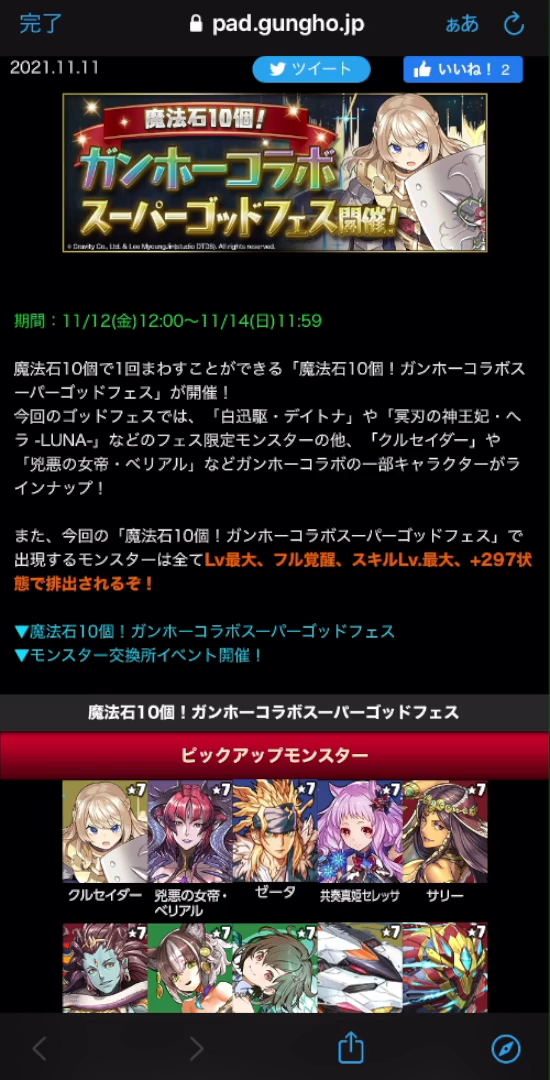 完了
pad.gungho.jp
ぁあ
2021.11.11
ツイート
いいね！ 2
魔法石10個！
ガンホーコラボ
スーパーゴッドフェス開催！
© Gravity Co., Ltd. & Lee MyoungJin(studio DTDS). All rights reserved.
期間：11/12(金)12:00～11/14(日)11:59
魔法石10個で1回まわすことができる「魔法石10個！ガンホーコラボス
ーパーゴッドフェス」が開催！
今回のゴッドフェスでは、「白迅駆・デイトナ」や「冥刃の神王妃・ヘ
ラ -LUNA-」などのフェス限定モンスターの他、「クルセイダー」や
「兇悪の女帝・ベリアル」などガンホーコラボの一部キャラクターがラ
インナップ！
また、今回の「魔法石10個！ガンホーコラボスーパーゴッドフェス」で
出現するモンスターは全てLv最大、フル覚醒、スキルLv.最大、+297状
態で排出されるぞ！
▼魔法石10個！ガンホーコラボスーパーゴッドフェス
▼モンスター交換所イベント開催！
魔法石10個！ガンホーコラボスーパーゴッドフェス
ピックアップモンスター
★7 ★7 ★7 ★7 ★7
クルセイダー 兇悪の女帝・ ゼータ 共奏真姫セレッサ サリー
ベリアル
★7 ★7 ★7 ★7 ★7